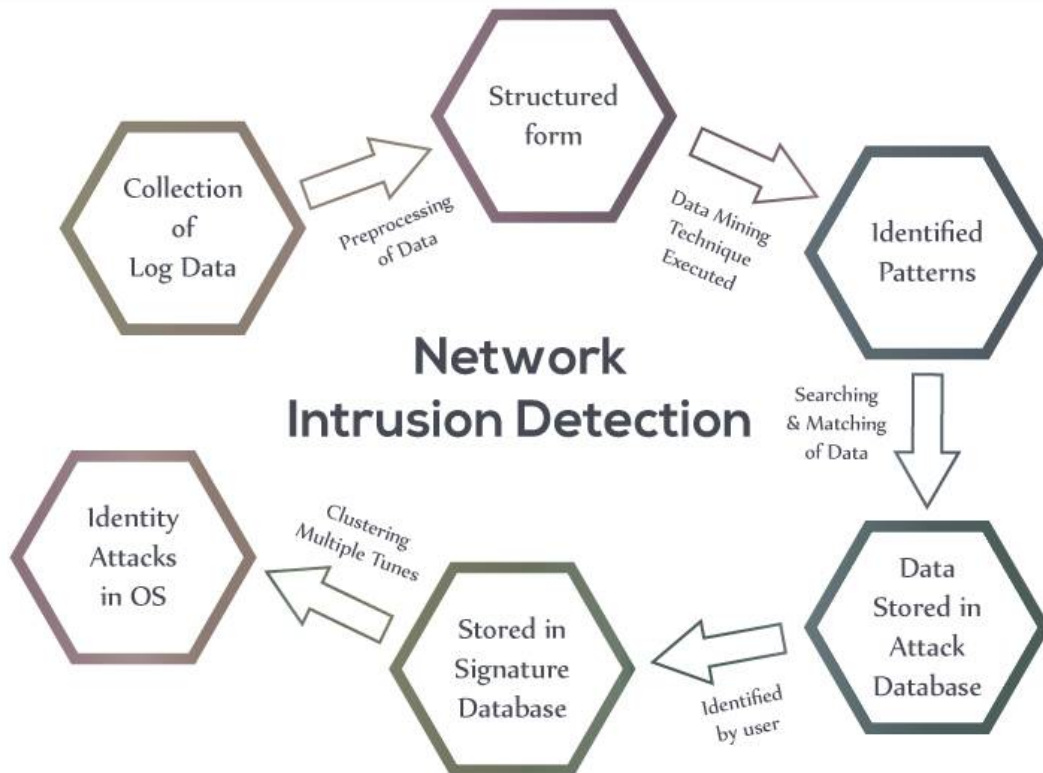 Collection
of
Log Data
Preprocessing
of Data
Structured
form
Data Mining
Technique
Executed
Identified
Patterns
Network
Intrusion Detection
Searching
& Matching
of Data
Data
Stored in
Attack
Database
Identified
by user
Stored in
Signature
Database
Clustering
Multiple Tunes
Identity
Attacks
in OS